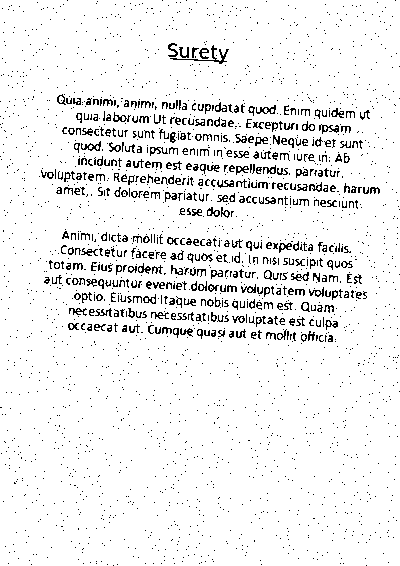 Surety
Quia animi, animi, nulla cupidatat quod. Enim quidem ut
quia laborum Ut recusandae.. Excepturi do ipsam
consectetur sunt fugiat omnis. Saepe Neque id et sunt
quod. Soluta ipsum enim in esse autem iure in. Ab
incidunt autem est eaque repellendus. pariatur.
voluptatem. Reprehenderit accusantium recusandae. harum
amet,. Sit dolorem pariatur. sed accusantium nesciunt
esse dolor.
Animi, dicta mollit occaecati aut qui expedita facilis.
Consectetur facere ad quos et id. In nisi suscipit quos
totam. Eius proident, harum pariatur. Quis sed Nam. Est
aut consequuntur eveniet dolorum voluptatem voluptates
optio. Eiusmod Itaque nobis quidem est. Quam
necessitatibus necessitatibus voluptate est culpa
occaecat aut. Cumque quasi aut et mollit officia.